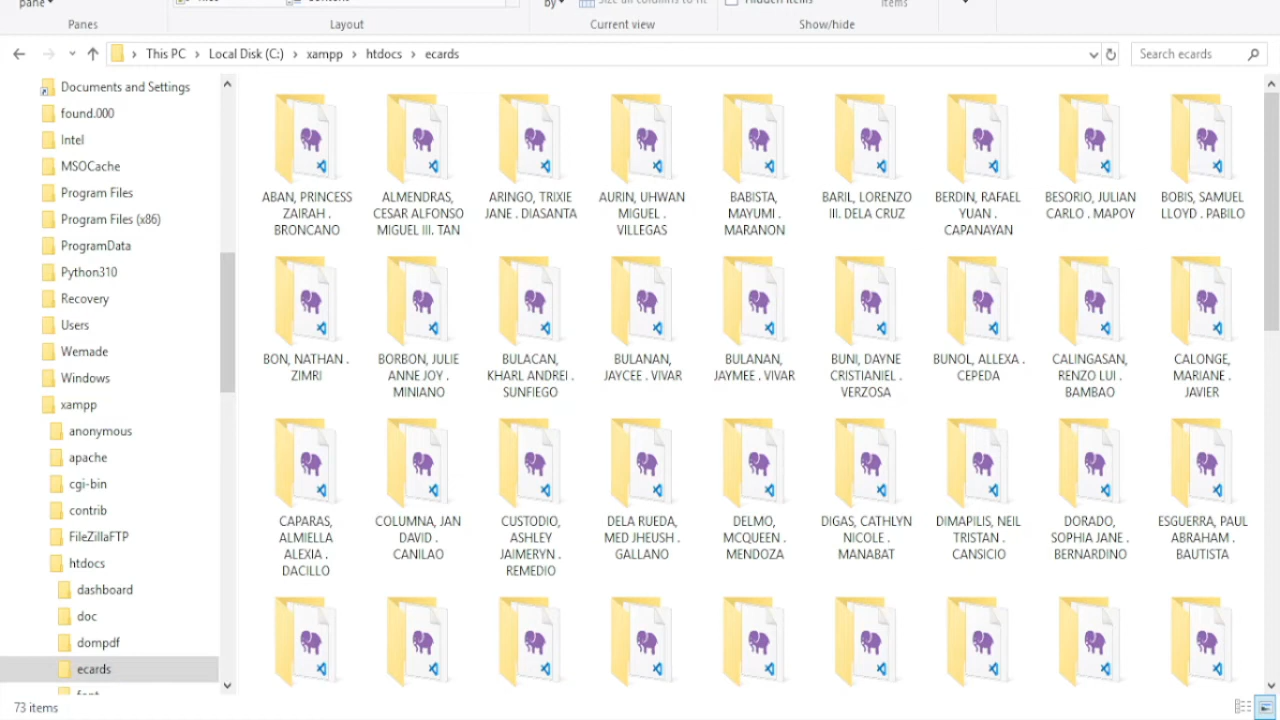 pane
by
Size all columns to fit
Hidden items
items
Panes
Layout
Current view
Show/hide
This PC > Local Disk (C:) > xampp > htdocs > ecards
Search ecards
Documents and Settings
found.000
Intel
MSOCache
Program Files
Program Files (x86)
ProgramData
Python310
Recovery
Users
Wemade
Windows
xampp
anonymous
apache
cgi-bin
contrib
FileZillaFTP
htdocs
dashboard
doc
dompdf
ecards
font
ABAN, PRINCESS
ZAIRAH .
BRONCANO
ALMENDRAS,
CESAR ALFONSO
MIGUEL III. TAN
ARINGO, TRIXIE
JANE . DIASANTA
AURIN, UHWAN
MIGUEL .
VILLEGAS
BABISTA,
MAYUMI .
MARANON
BARIL, LORENZO
III. DELA CRUZ
BERDIN, RAFAEL
YUAN .
CAPANAYAN
BESORIO, JULIAN
CARLO . MAPOY
BOBIS, SAMUEL
LLOYD . PABILO
BON, NATHAN .
ZIMRI
BORBON, JULIE
ANNE JOY .
MINIANO
BULACAN,
KHARL ANDREI .
SUNFIEGO
BULANAN,
JAYCEE . VIVAR
BULANAN,
JAYMEE . VIVAR
BUNI, DAYNE
CRISTIANIEL .
VERZOSA
BUNOL, ALLEXA .
CEPEDA
CALINGASAN,
RENZO LUI .
BAMBAO
CALONGE,
MARIANE .
JAVIER
CAPARAS,
ALMIELLA
ALEXIA .
DACILLO
COLUMNA, JAN
DAVID .
CANILAO
CUSTODIO,
ASHLEY
JAIMERYN .
REMEDIO
DELA RUEDA,
MED JHEUSH .
GALLANO
DELMO,
MCQUEEN .
MENDOZA
DIGAS, CATHLYN
NICOLE .
MANABAT
DIMAPILIS, NEIL
TRISTAN .
CANSICIO
DORADO,
SOPHIA JANE .
BERNARDINO
ESGUERRA, PAUL
ABRAHAM .
BAUTISTA
73 items